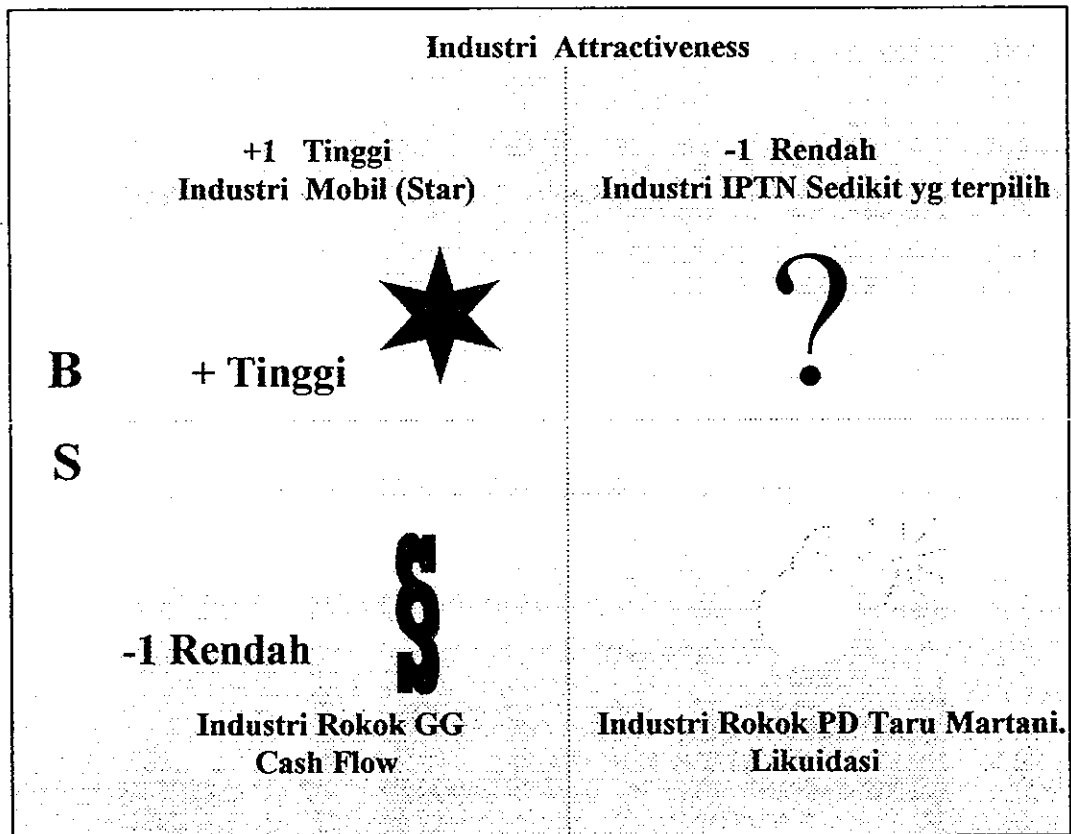 Industri Attractiveness
+1 Tinggi
Industri Mobil (Star)
-1 Rendah
Industri IPTN Sedikit yg terpilih
?
B + Tinggi
S
-1 Rendah
Industri Rokok GG
Cash Flow
Industri Rokok PD Taru Martani.
Likuidasi